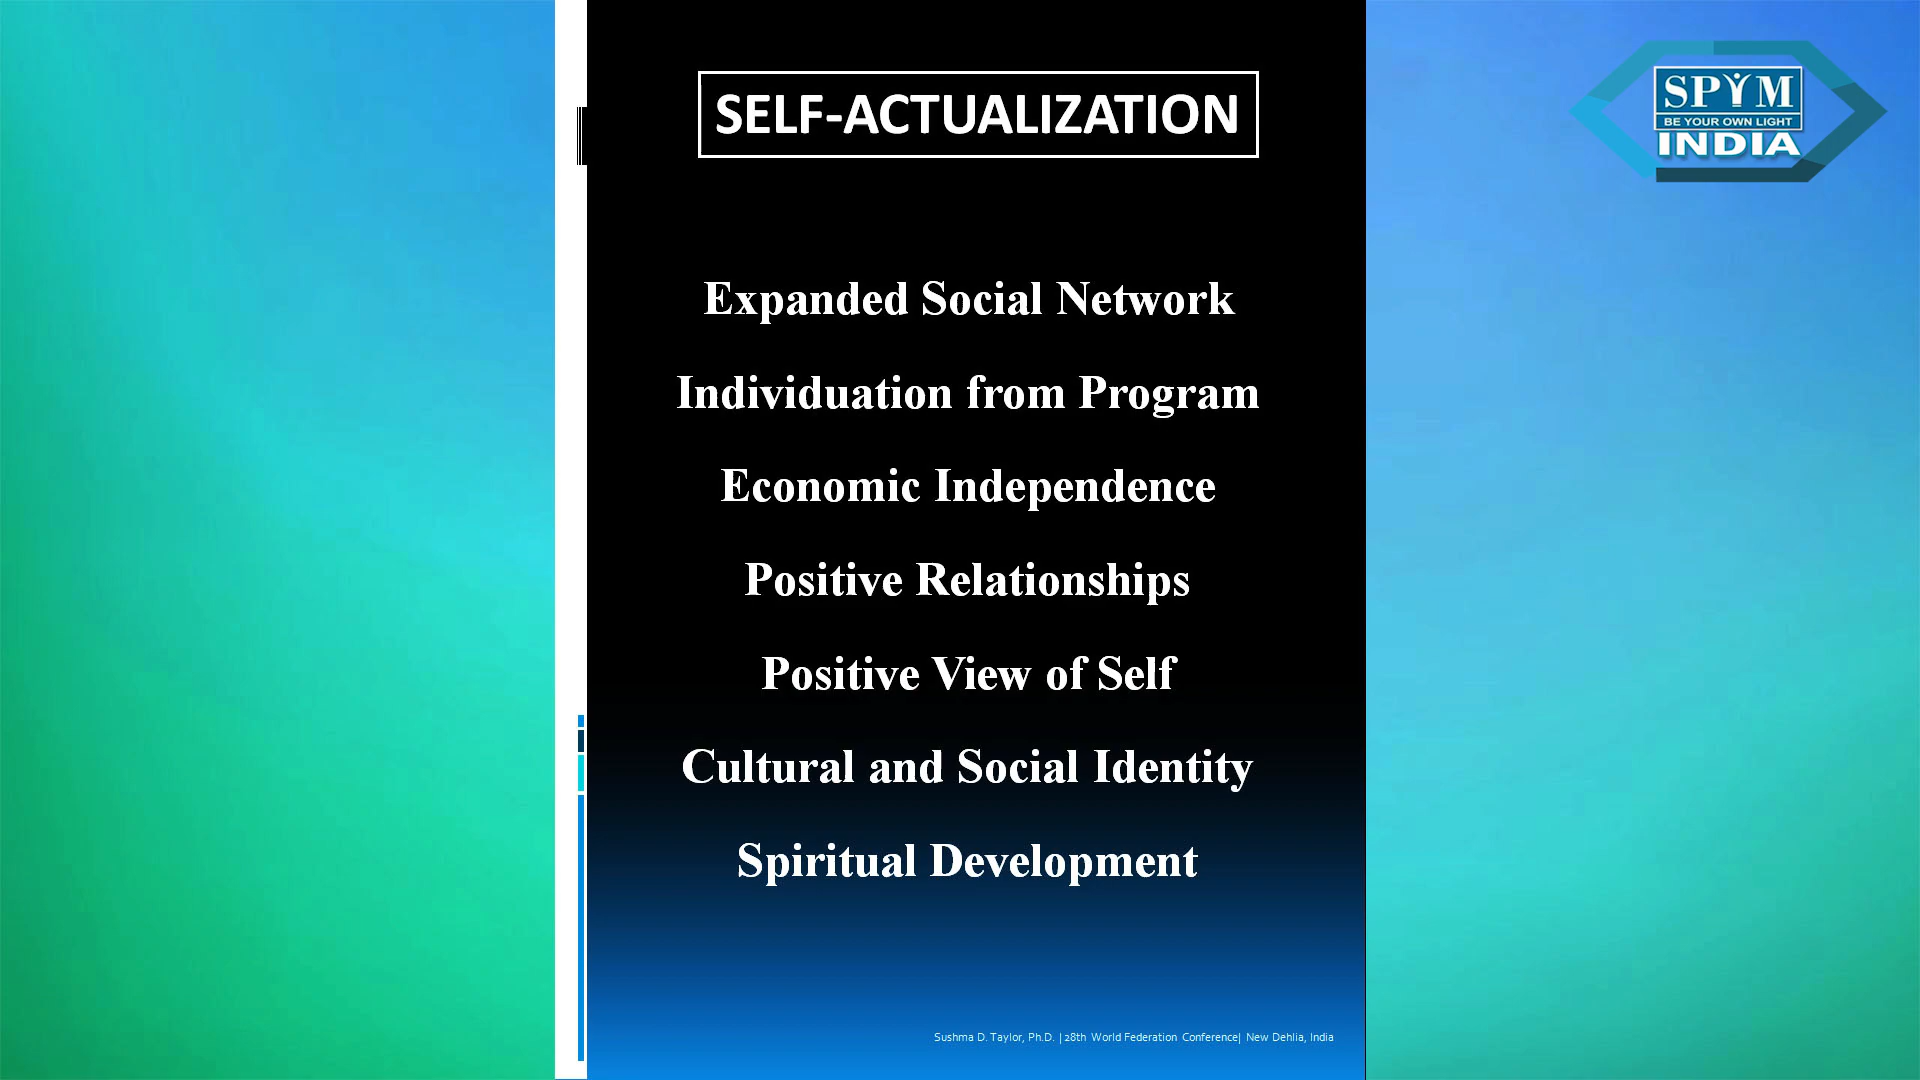 SELF-ACTUALIZATION
SPYM
BE YOUR OWN LIGHT
INDIA
Expanded Social Network
Individuation from Program
Economic Independence
Positive Relationships
Positive View of Self
Cultural and Social Identity
Spiritual Development
Sushma D. Taylor, Ph.D. | 28th World Federation Conference| New Dehlia, India